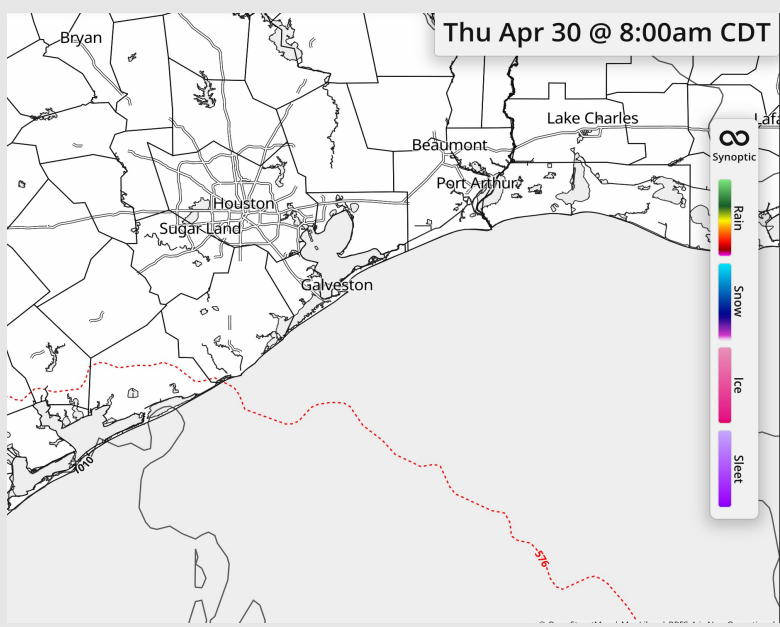 Thu Apr 30 @ 8:00am CDT
Bryan
Lake Charles
Lafa
Beaumont
Synoptic
Port Arthur
Rain
Houston
Sugar Land
Galveston
Snow
Ice
1010
Sleet
576